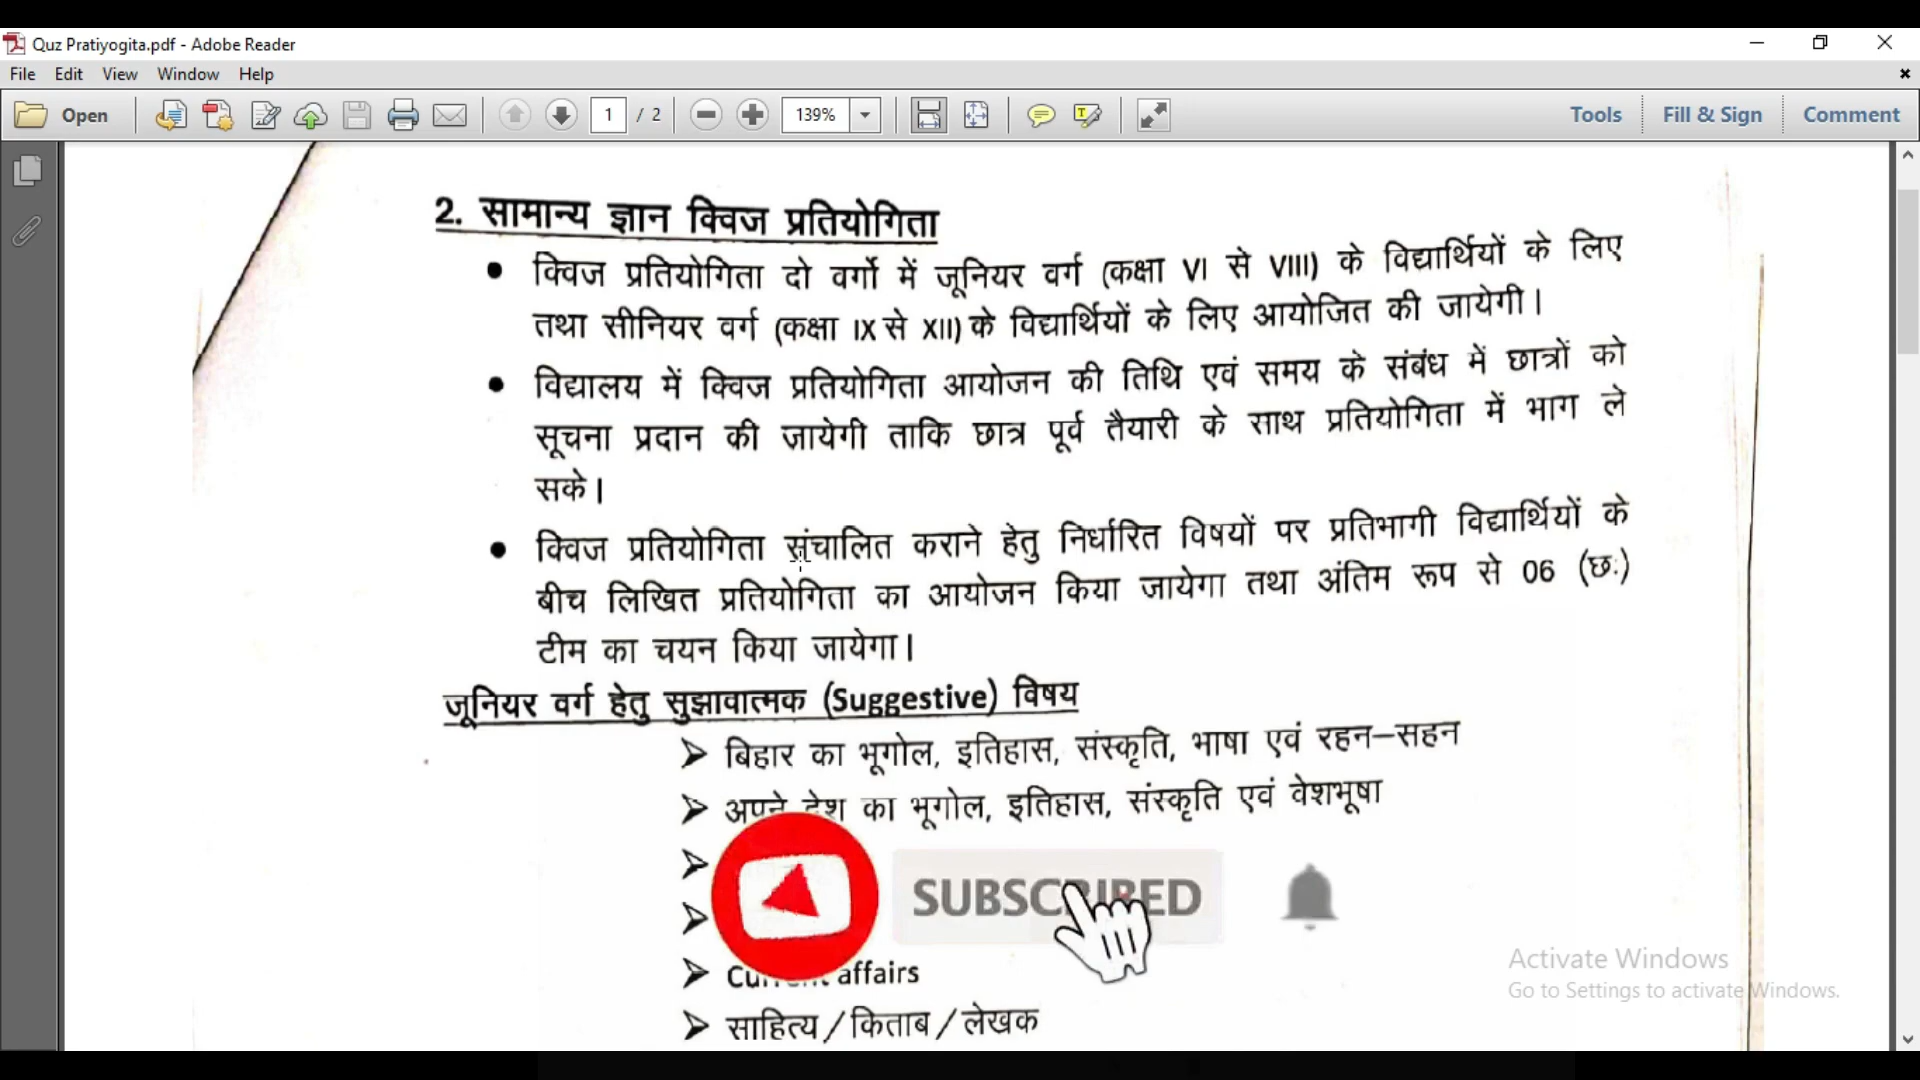 Quz Pratiyogita.pdf - Adobe Reader
File Edit View Window Help
Open 1 / 2 139% Tools Fill & Sign Comment
2. सामान्य ज्ञान क्विज प्रतियोगिता
● क्विज प्रतियोगिता दो वर्गो में जूनियर वर्ग (कक्षा VI से VIII) के विद्यार्थियों के लिए
तथा सीनियर वर्ग (कक्षा IX से XII) के विद्यार्थियों के लिए आयोजित की जायेगी।
● विद्यालय में क्विज प्रतियोगिता आयोजन की तिथि एवं समय के संबंध में छात्रों को
सूचना प्रदान की जायेगी ताकि छात्र पूर्व तैयारी के साथ प्रतियोगिता में भाग ले
सके।
● क्विज प्रतियोगिता संचालित कराने हेतु निर्धारित विषयों पर प्रतिभागी विद्यार्थियों के
बीच लिखित प्रतियोगिता का आयोजन किया जायेगा तथा अंतिम रूप से 06 (छः)
टीम का चयन किया जायेगा।
जूनियर वर्ग हेतु सुझावात्मक (Suggestive) विषय
➢ बिहार का भूगोल, इतिहास, संस्कृति, भाषा एवं रहन–सहन
➢ अपने देश का भूगोल, इतिहास, संस्कृति एवं वेशभूषा
SUBSCRIBED
Activate Windows
➢ Current affairs
Go to Settings to activate Windows.
➢ साहित्य/किताब/लेखक